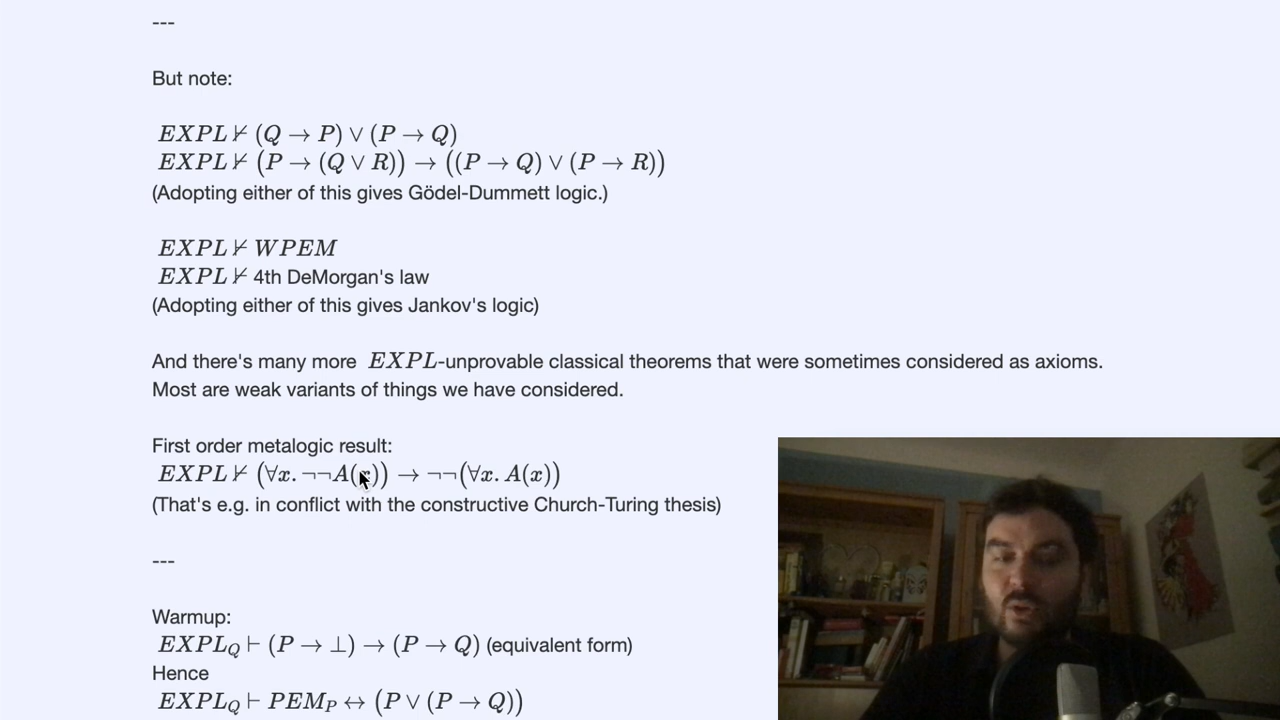 ---
But note:
EXPL ⊬ (Q → P) ∨ (P → Q)
EXPL ⊬ (P → (Q ∨ R)) → ((P → Q) ∨ (P → R))
(Adopting either of this gives Gödel-Dummett logic.)
EXPL ⊬ WPEM
EXPL ⊬ 4th DeMorgan's law
(Adopting either of this gives Jankov's logic)
And there's many more EXPL-unprovable classical theorems that were sometimes considered as axioms.
Most are weak variants of things we have considered.
First order metalogic result:
EXPL ⊬ (∀x. ¬¬A(x)) → ¬¬(∀x. A(x))
(That's e.g. in conflict with the constructive Church-Turing thesis)
---
Warmup:
EXPL_Q ⊢ (P → ⊥) → (P → Q) (equivalent form)
Hence
EXPL_Q ⊢ PEM_P ↔ (P ∨ (P → Q))